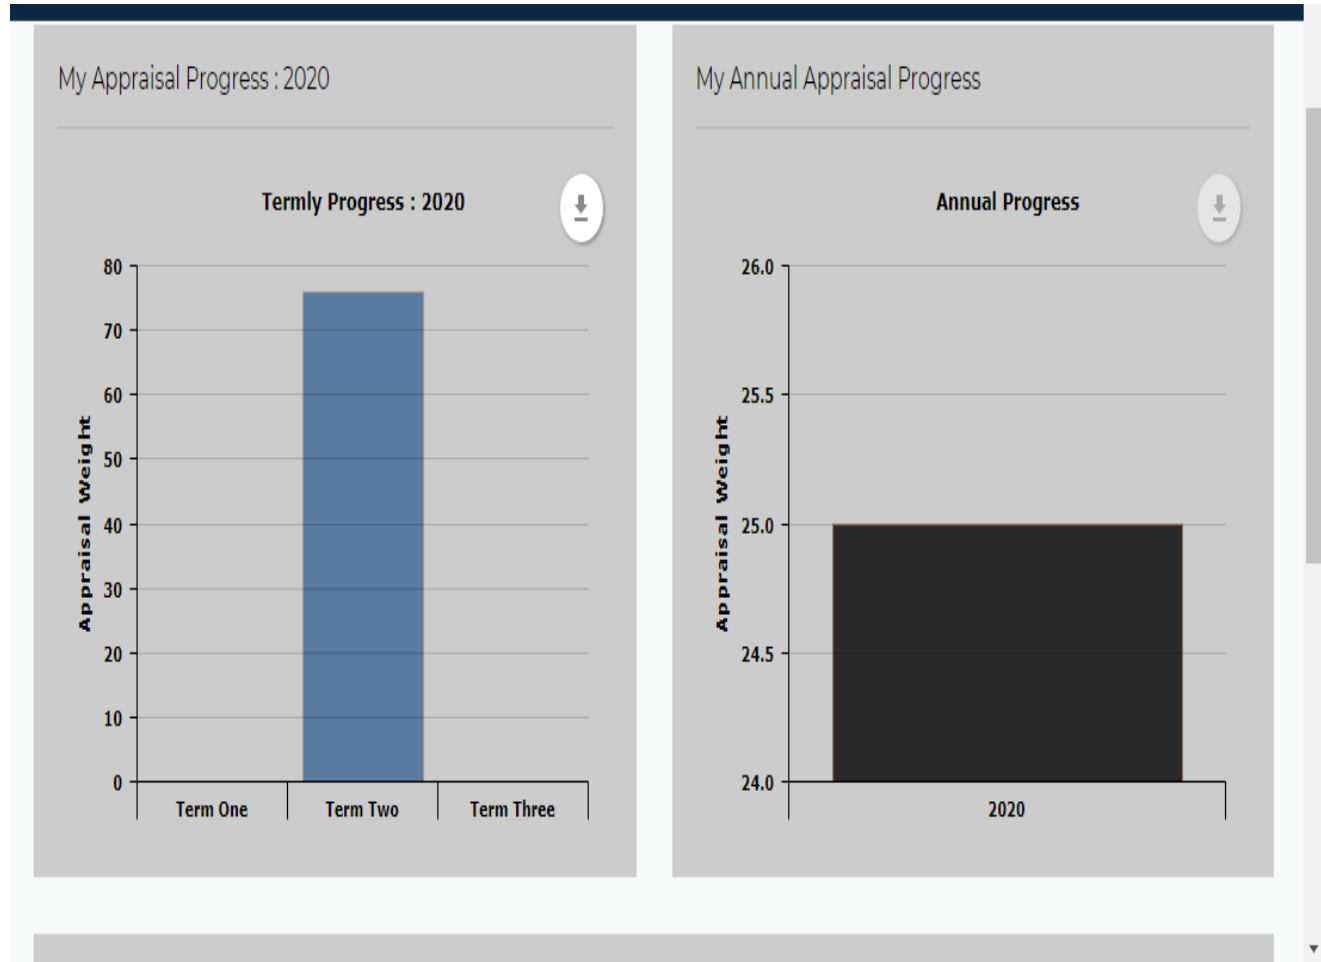 My Appraisal Progress : 2020
Termly Progress : 2020
80
70
60
50
40
30
20
10
0
Appraisal Weight
Term One
Term Two
Term Three
My Annual Appraisal Progress
Annual Progress
26.0
25.5
25.0
24.5
24.0
Appraisal Weight
2020